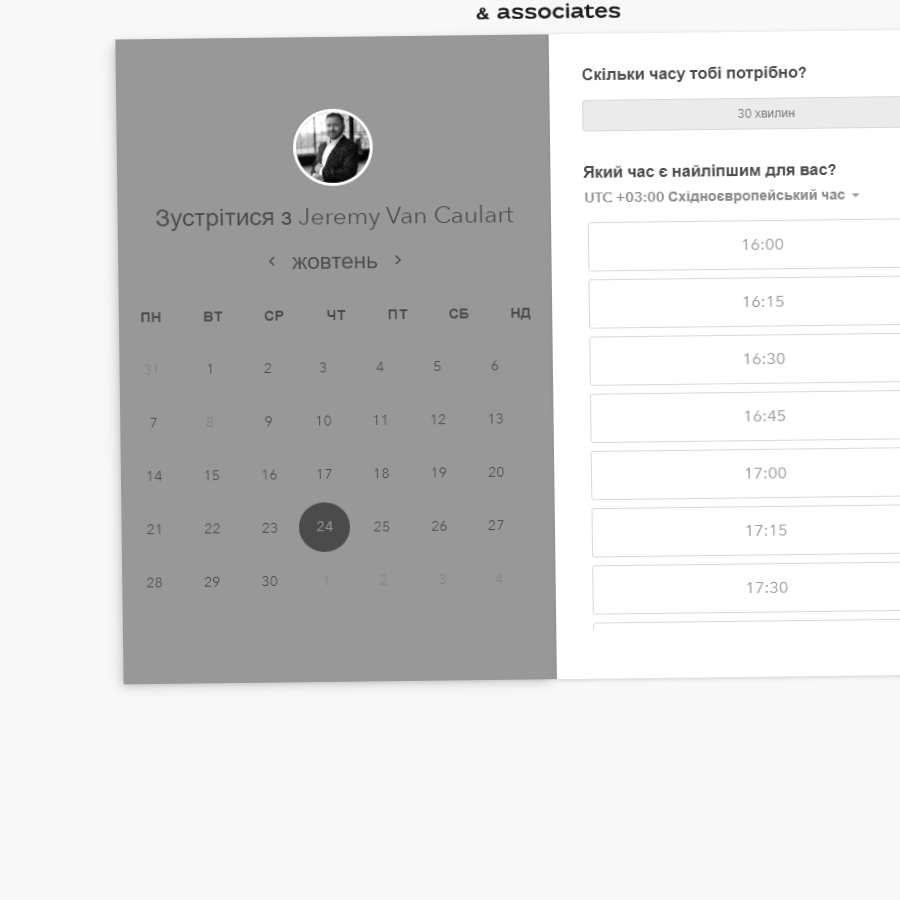 & associates
Зустрітися з Jeremy Van Caulart
жовтень
ПН ВТ СР ЧТ ПТ СБ НД
31 1 2 3 4 5 6
7 8 9 10 11 12 13
14 15 16 17 18 19 20
21 22 23 24 25 26 27
28 29 30 1 2 3 4
Скільки часу тобі потрібно?
30 хвилин
Який час є найліпшим для вас?
UTC +03:00 Східноєвропейський час
16:00
16:15
16:30
16:45
17:00
17:15
17:30